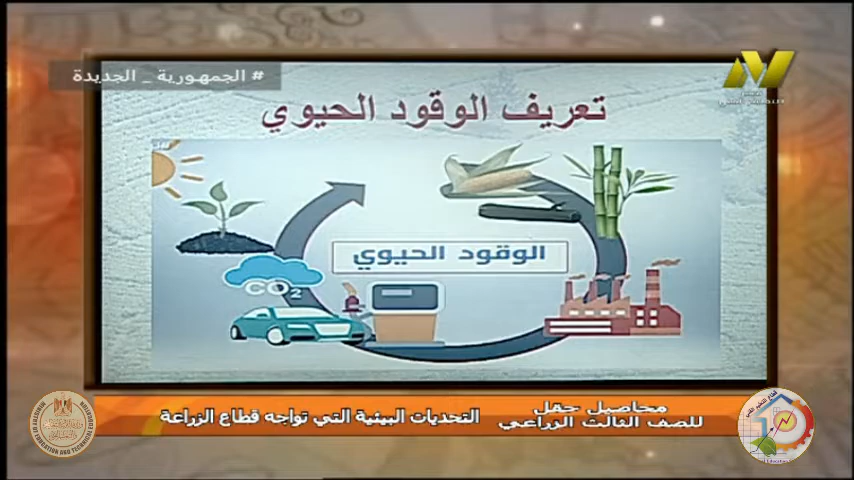 # الجمهورية _ الجديدة
تعريف الوقود الحيوي
الوقود الحيوي
CO2
محاصيل حقل
للصف الثالث الزراعي
التحديات البيئية التي تواجه قطاع الزراعة